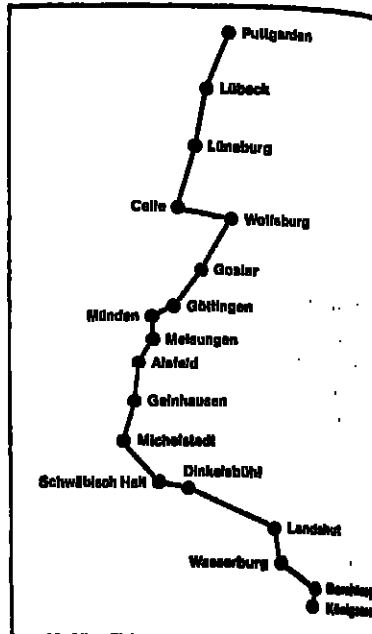 Puttgarden
Lübeck
Lüneburg
Celle
Wolfsburg
Goslar
Göttingen
Münden
Melsungen
Alsfeld
Gelnhausen
Michelstadt
Dinkelsbühl
Schwäbisch Hall
Landshut
Wasserburg